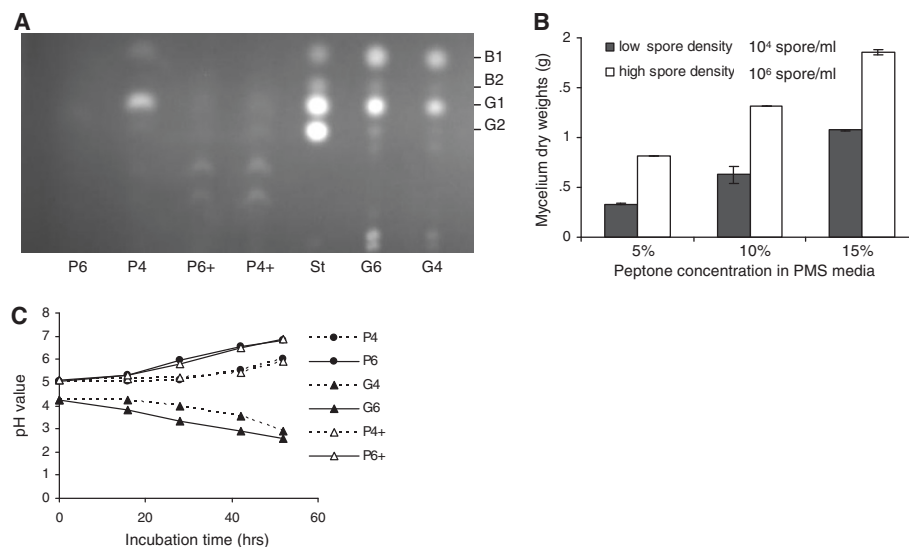 A
B1
B2
G1
G2
P6 P4 P6+ P4+ St G6 G4
B
Mycelium dry weights (g)
2
1.5
1
.5
0
low spore density 10⁴ spore/ml
high spore density 10⁶ spore/ml
5% 10% 15%
Peptone concentration in PMS media
C
pH value
8
7
6
5
4
3
2
1
0
0 20 40 60
Incubation time (hrs)
P4
P6
G4
G6
P4+
P6+